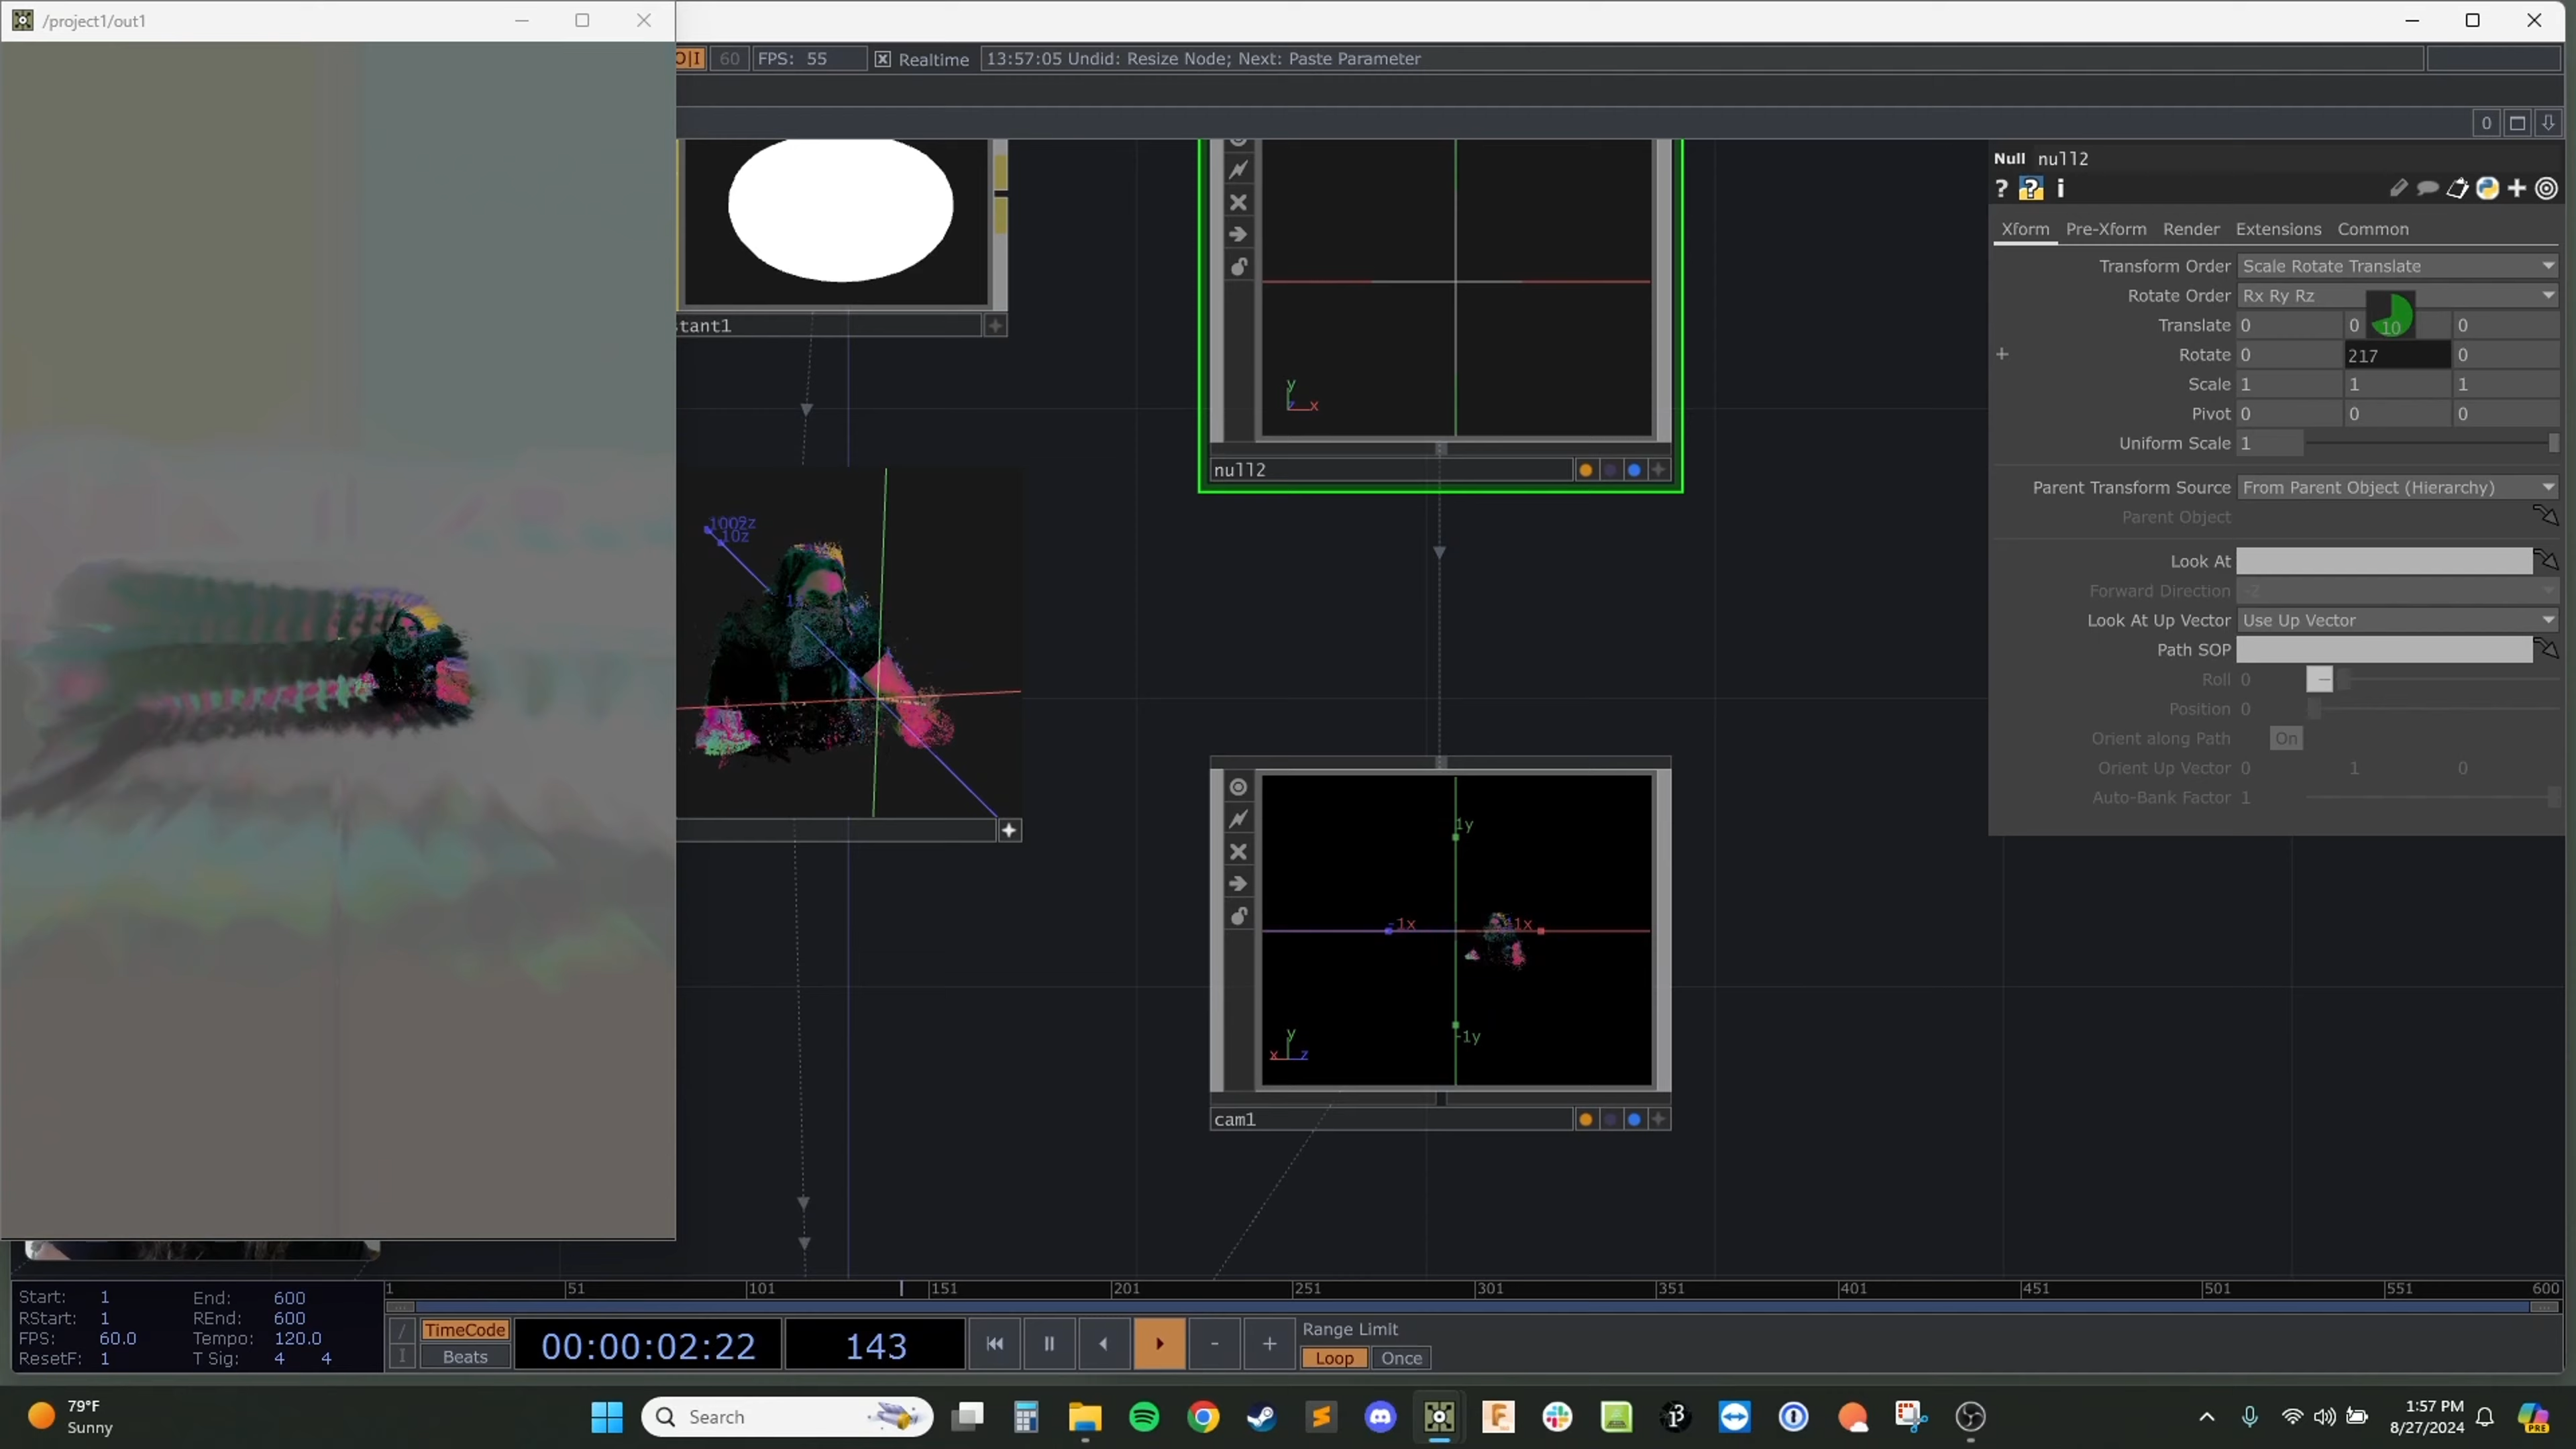 /project1/out1
O|I 60 FPS: 55 Realtime 13:57:05 Undid: Resize Node; Next: Paste Parameter
0
Null null2
Xform Pre-Xform Render Extensions Common
Transform Order Scale Rotate Translate
Rotate Order Rx Ry Rz
Translate 0 0 10 0
Rotate 0 217 0
Scale 1 1 1
Pivot 0 0 0
Uniform Scale 1
Parent Transform Source From Parent Object (Hierarchy)
Parent Object
Look At
Forward Direction -Z
Look At Up Vector Use Up Vector
Path SOP
Roll 0
Position 0
Orient along Path On
Orient Up Vector 0 1 0
Auto-Bank Factor 1
tant1
y
z x
null2
10z
1y
-1x 1x
-1y
y
x z
cam1
1 51 101 151 201 251 301 351 401 451 501 551 600
Start: 1 End: 600
RStart: 1 REnd: 600
FPS: 60.0 Tempo: 120.0
ResetF: 1 T Sig: 4 4
TimeCode
Beats
00:00:02:22
143
Range Limit
Loop Once
79°F
Sunny
Search
1:57 PM
8/27/2024
PRE